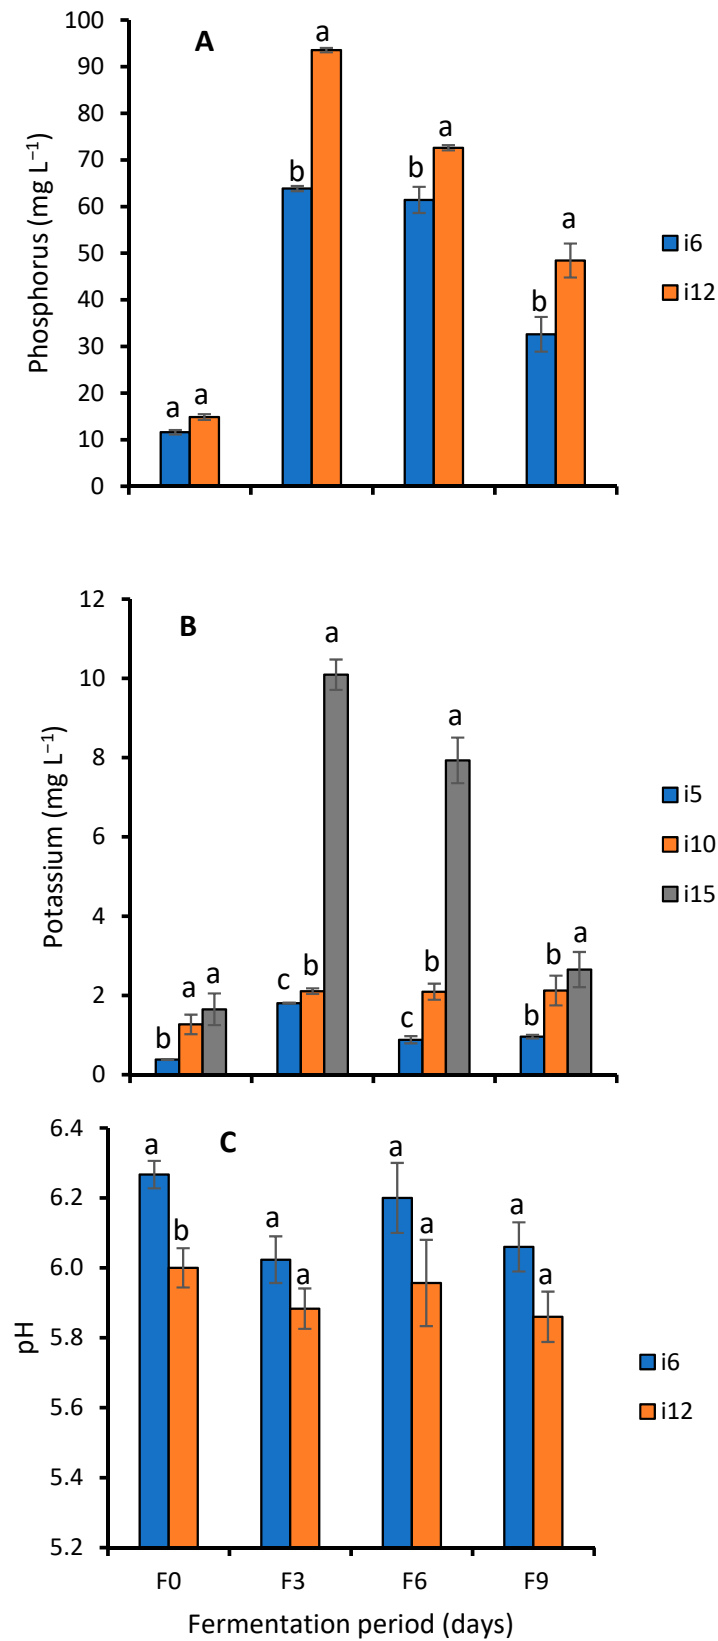 A
Phosphorus (mg L⁻¹)
100
90
80
70
60
50
40
30
20
10
0
a a
b a
b a
b a
i6
i12
B
Potassium (mg L⁻¹)
12
10
8
6
4
2
0
b a a
c b a
c b a
b b a
i5
i10
i15
C
pH
6.4
6.2
6.0
5.8
5.6
5.4
5.2
a b
a a
a a
a a
i6
i12
F0 F3 F6 F9
Fermentation period (days)